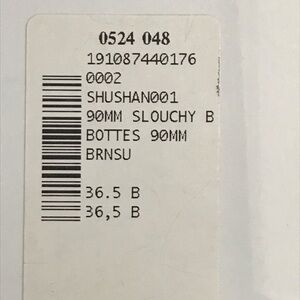 0524 048
191087440176
0002
SHUSHAN001
90MM SLOUCHY B
BOTTES 90MM
BRNSU
36.5 B
36,5 B